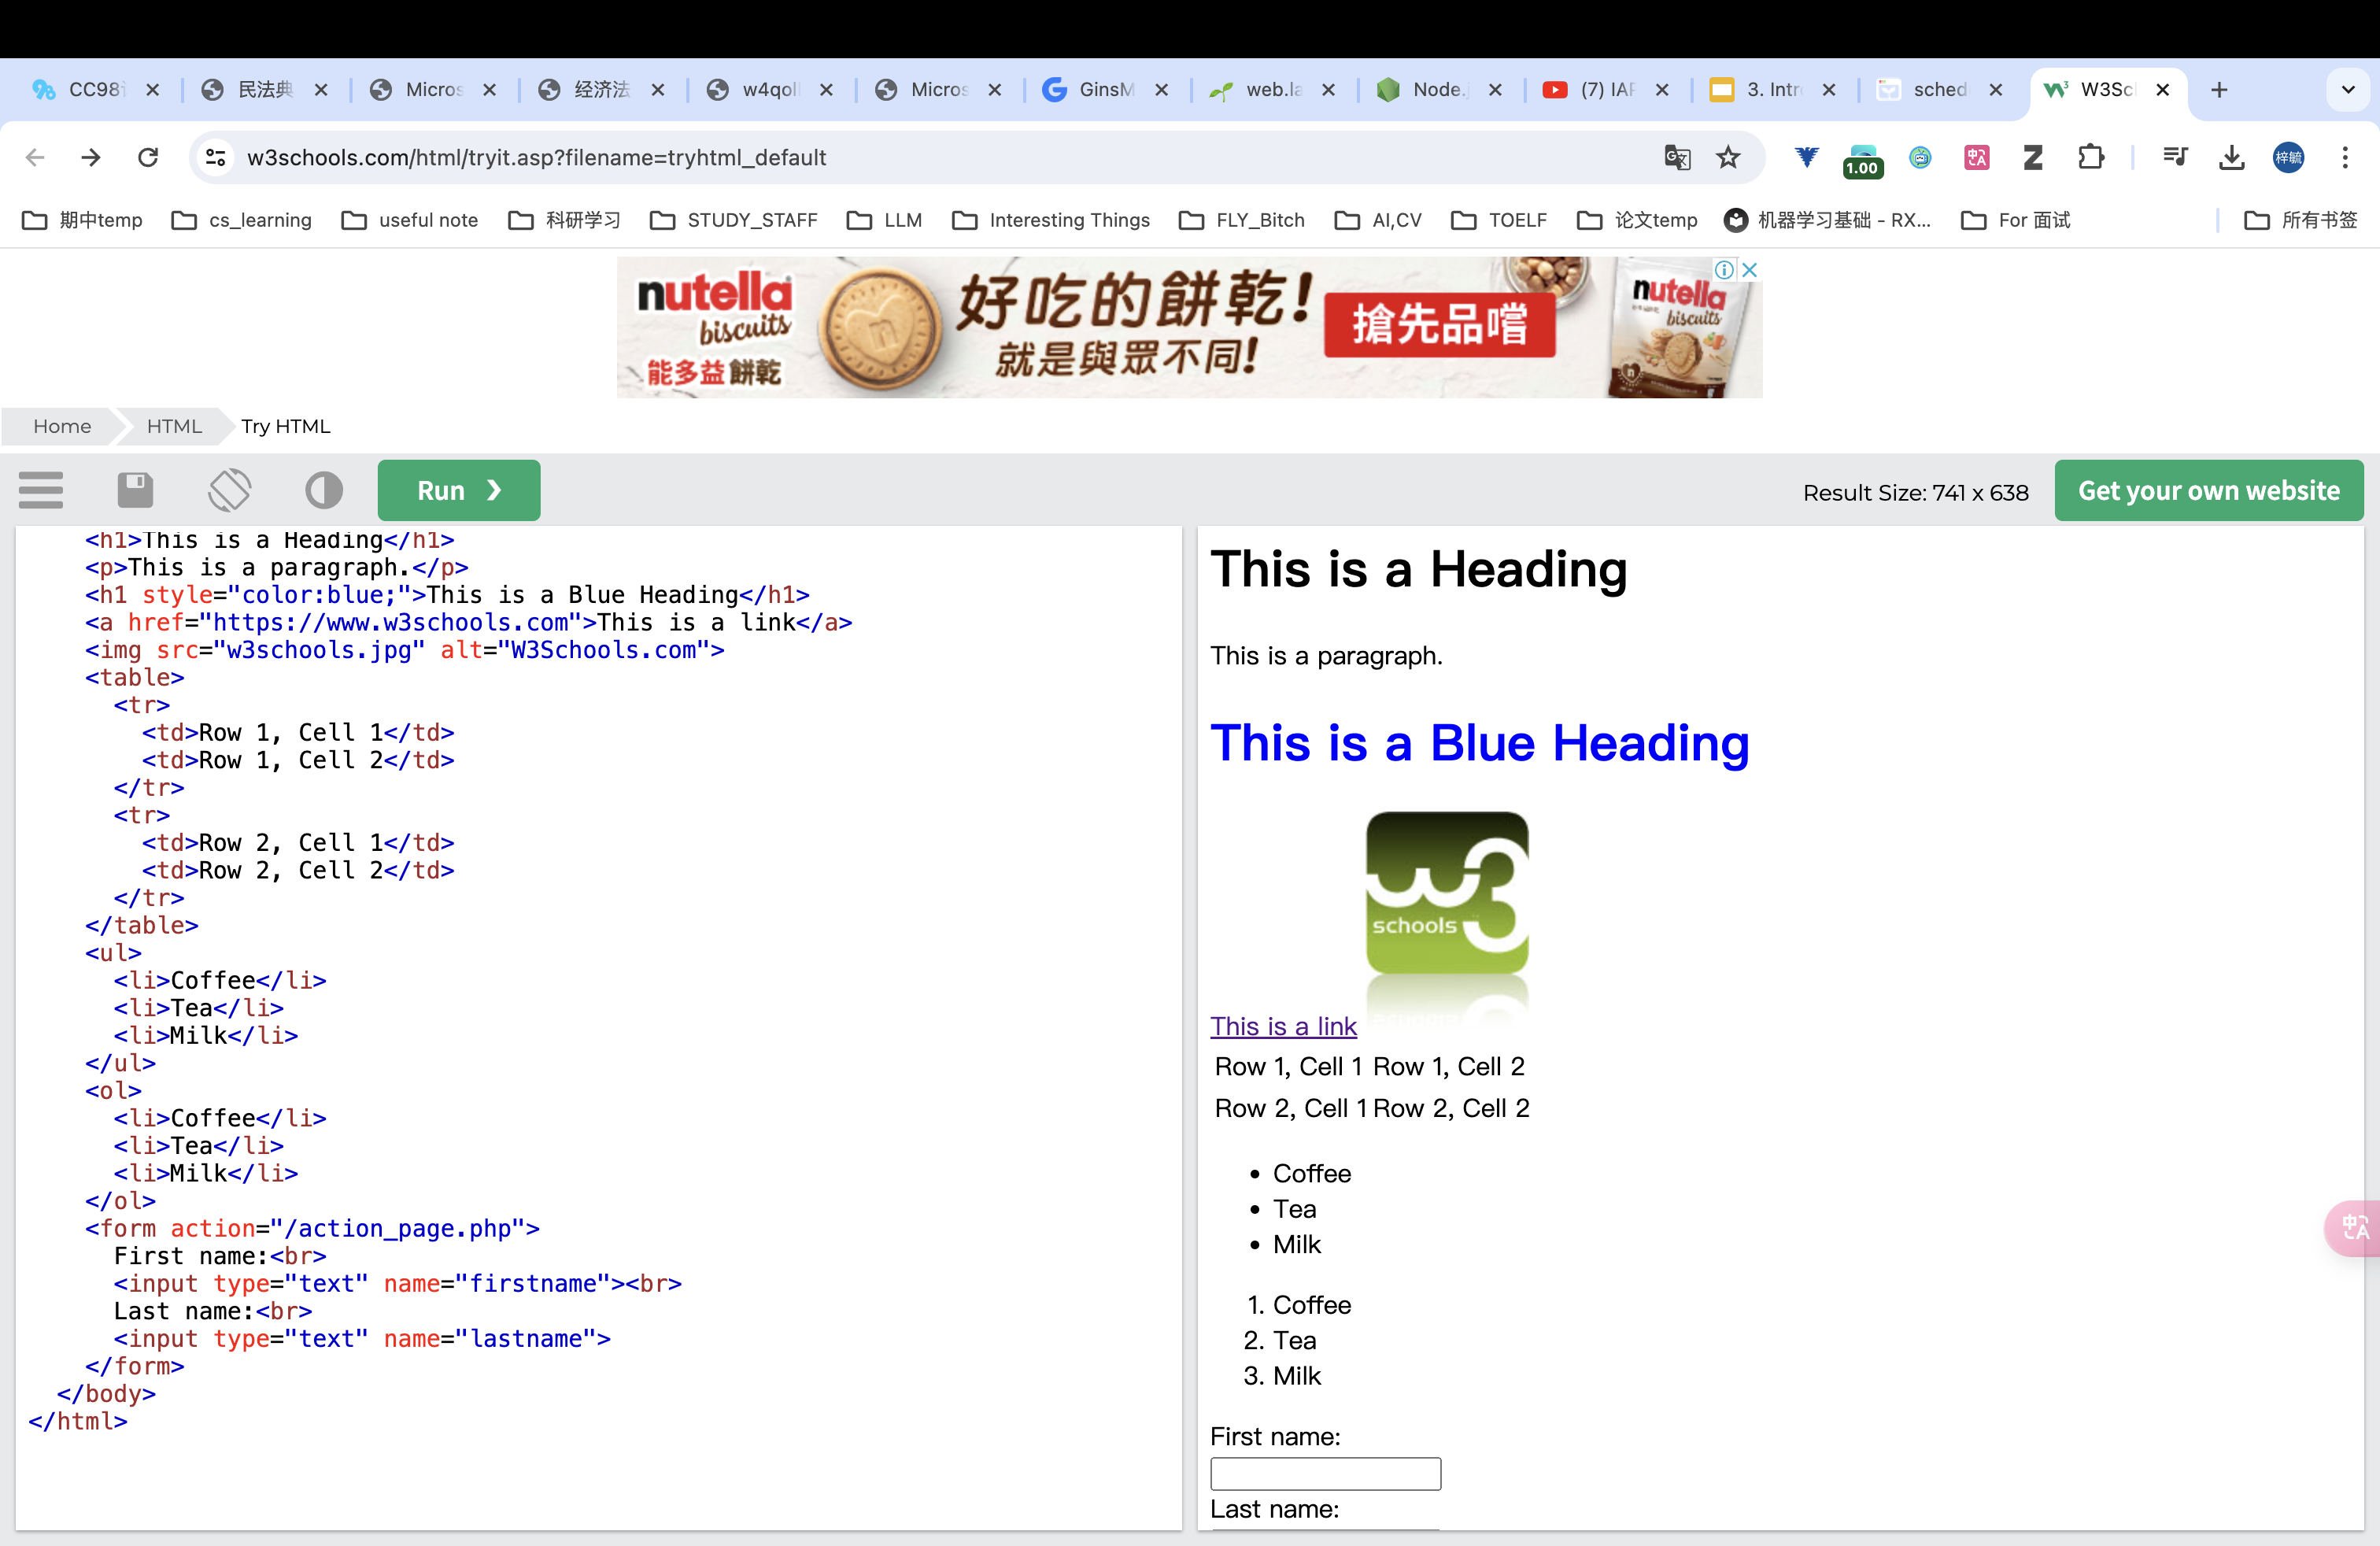 CC98 民法典 Micros 经济法 w4qoll Micros GinsM web.la Node. (7) IAP 3. Intr sched W3Sc
w3schools.com/html/tryit.asp?filename=tryhtml_default 1.00 梓毓
期中temp cs_learning useful note 科研学习 STUDY_STAFF LLM Interesting Things FLY_Bitch AI,CV TOELF 论文temp 机器学习基础 - RX... For 面试 所有书签
nutella biscuits 能多益餅乾
好吃的餅乾!
就是與眾不同!
搶先品嚐
nutella biscuits
Home HTML Try HTML
Run ❯ Result Size: 741 x 638 Get your own website
<h1>This is a Heading</h1>
<p>This is a paragraph.</p>
<h1 style="color:blue;">This is a Blue Heading</h1>
<a href="https://www.w3schools.com">This is a link</a>
<img src="w3schools.jpg" alt="W3Schools.com">
<table>
<tr>
<td>Row 1, Cell 1</td>
<td>Row 1, Cell 2</td>
</tr>
<tr>
<td>Row 2, Cell 1</td>
<td>Row 2, Cell 2</td>
</tr>
</table>
<ul>
<li>Coffee</li>
<li>Tea</li>
<li>Milk</li>
</ul>
<ol>
<li>Coffee</li>
<li>Tea</li>
<li>Milk</li>
</ol>
<form action="/action_page.php">
First name:<br>
<input type="text" name="firstname"><br>
Last name:<br>
<input type="text" name="lastname">
</form>
</body>
</html>
This is a Heading
This is a paragraph.
This is a Blue Heading
w3
schools
This is a link
Row 1, Cell 1 Row 1, Cell 2
Row 2, Cell 1 Row 2, Cell 2
• Coffee
• Tea
• Milk
1. Coffee
2. Tea
3. Milk
First name:
Last name: